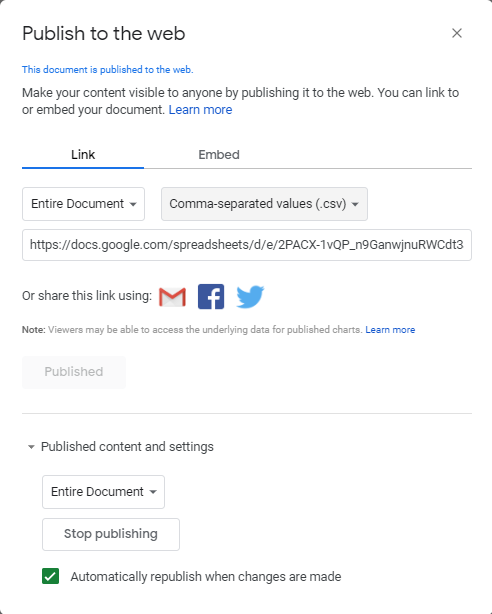 Publish to the web
This document is published to the web.
Make your content visible to anyone by publishing it to the web. You can link to
or embed your document. Learn more
Link Embed
Entire Document Comma-separated values (.csv)
https://docs.google.com/spreadsheets/d/e/2PACX-1vQP_n9GanwjnuRWCdt3
Or share this link using:
Note: Viewers may be able to access the underlying data for published charts. Learn more
Published
Published content and settings
Entire Document
Stop publishing
Automatically republish when changes are made